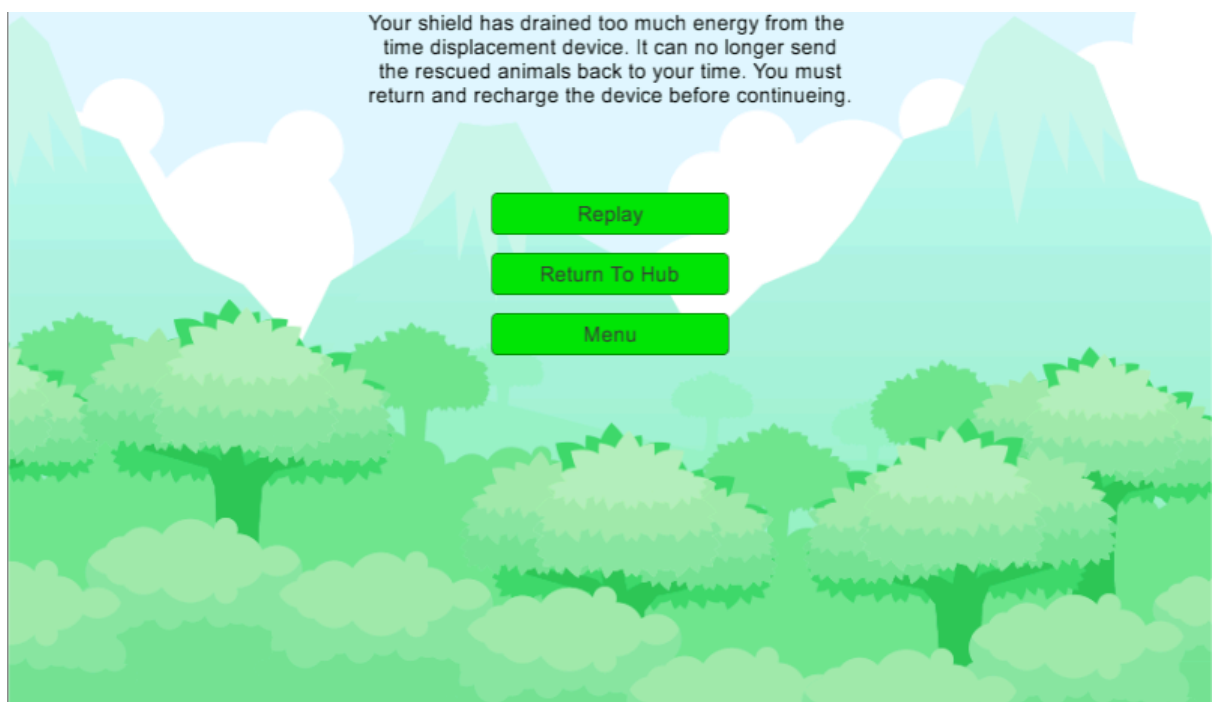 Your shield has drained too much energy from the
time displacement device. It can no longer send
the rescued animals back to your time. You must
return and recharge the device before continueing.
Replay
Return To Hub
Menu